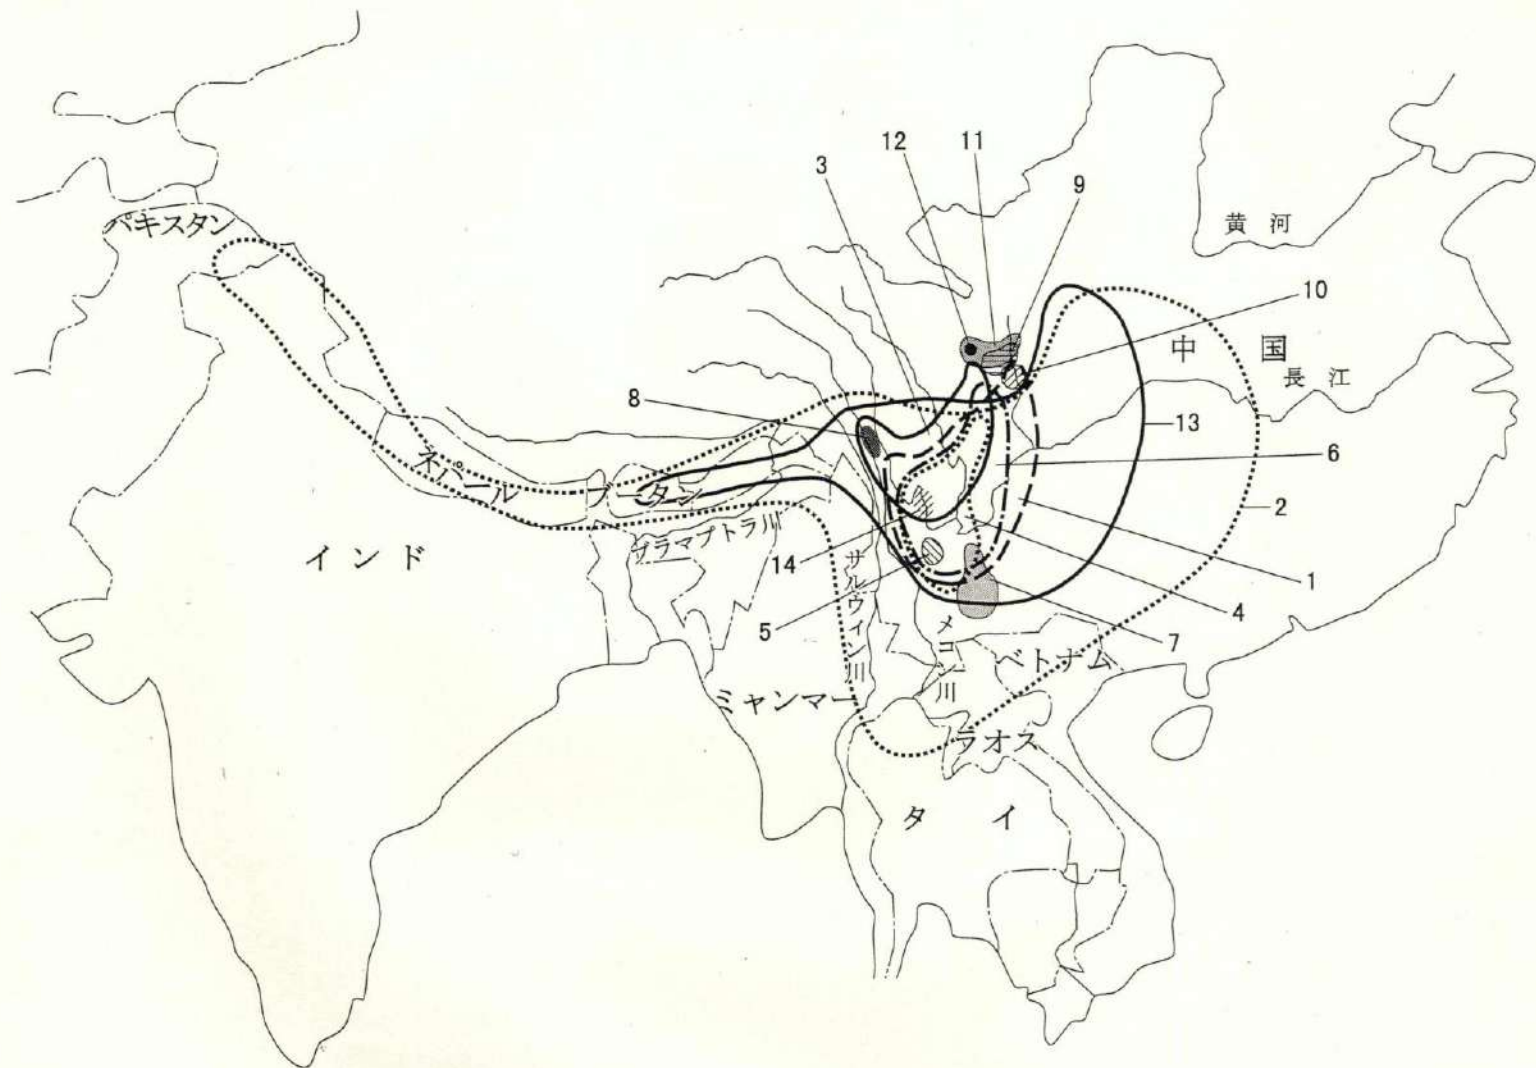 12
11
3
9
パキスタン
黄河
10
中国
長江
8
13
6
ネパール
ブータン
2
ブラマプトラ川
インド
14
サルウィン川
1
4
5
メコン川
7
ベトナム
ミャンマー
ラオス
タイ